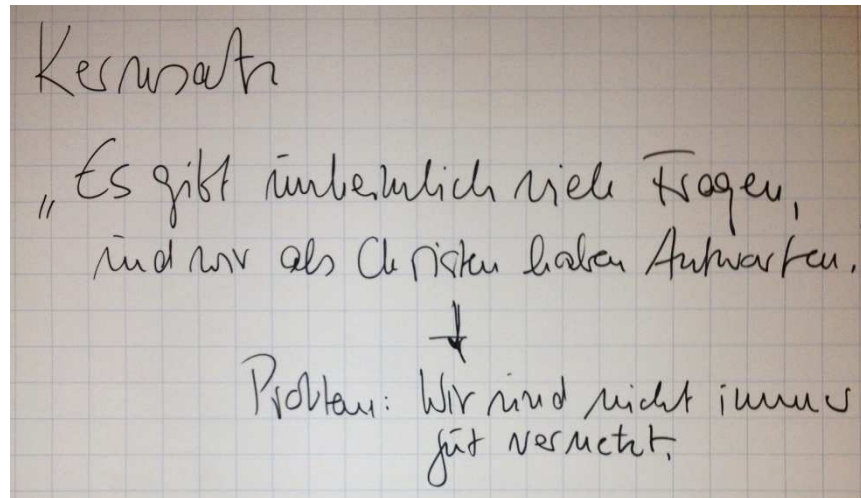 Kernsatz
„Es gibt unheimlich viele Fragen,
und wir als Christen haben Antworten.
↓
Problem: Wir sind nicht immer
gut vernetzt.